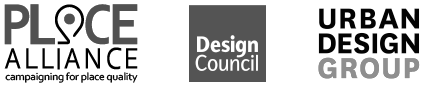 PLACE
ALLIANCE
campaigning for place quality
Design
Council
URBAN
DESIGN
GROUP